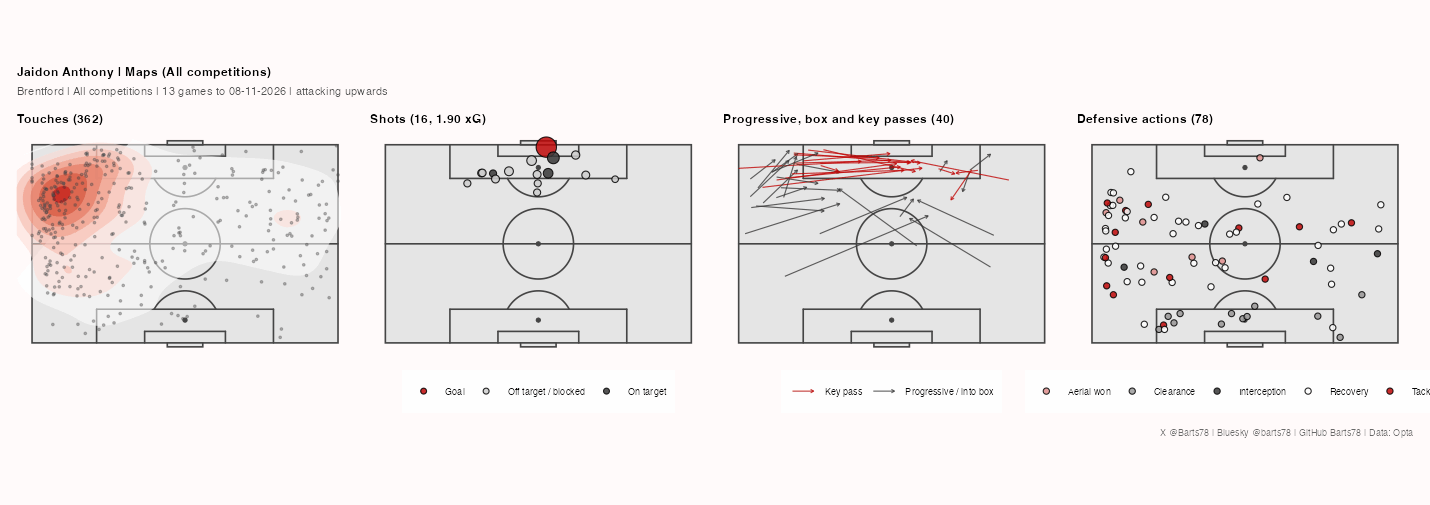 Jaidon Anthony | Maps (All competitions)
Brentford | All competitions | 13 games to 08-11-2026 | attacking upwards
Touches (362)
Shots (16, 1.90 xG)
Progressive, box and key passes (40)
Defensive actions (78)
Goal
Off target / blocked
On target
Key pass
Progressive / into box
Aerial won
Clearance
Interception
Recovery
Tack
X @Barts78 | Bluesky @barts78 | GitHub Barts78 | Data: Opta